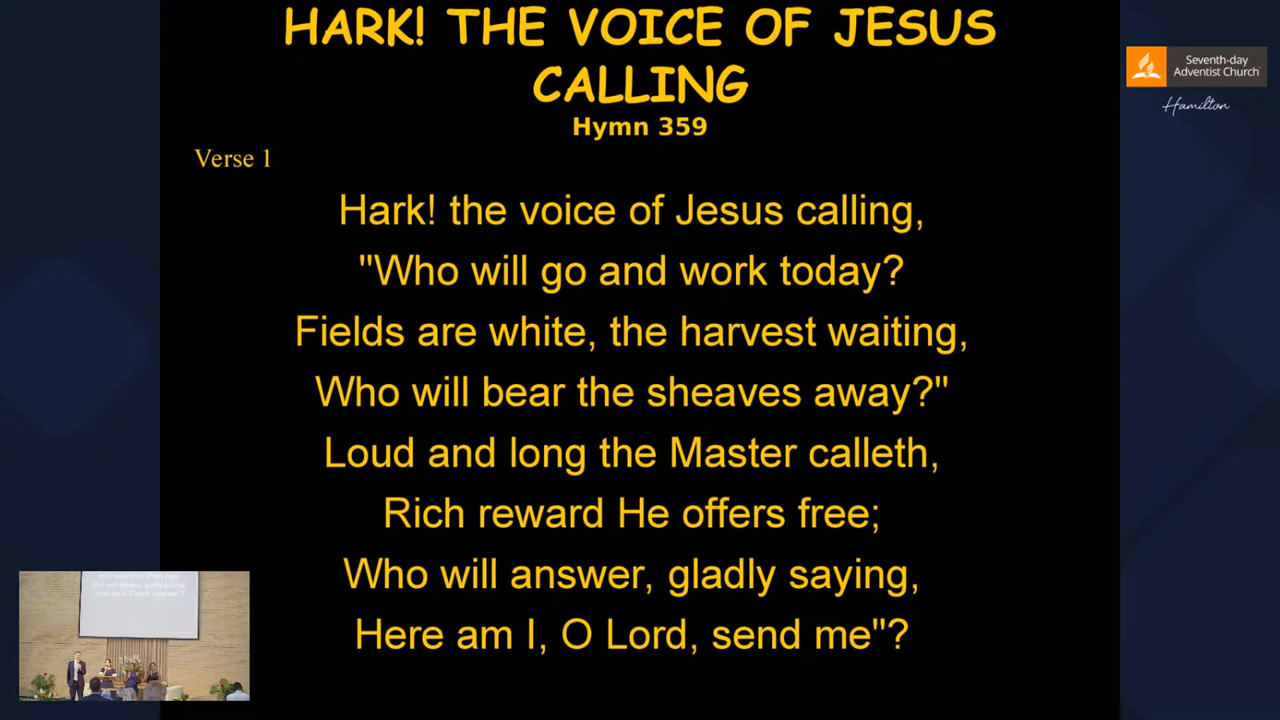 HARK! THE VOICE OF JESUS
CALLING
Hymn 359
Seventh-day
Adventist Church
Hamilton
Verse 1
Hark! the voice of Jesus calling,
"Who will go and work today?
Fields are white, the harvest waiting,
Who will bear the sheaves away?"
Loud and long the Master calleth,
Rich reward He offers free;
Who will answer, gladly saying,
Here am I, O Lord, send me"?